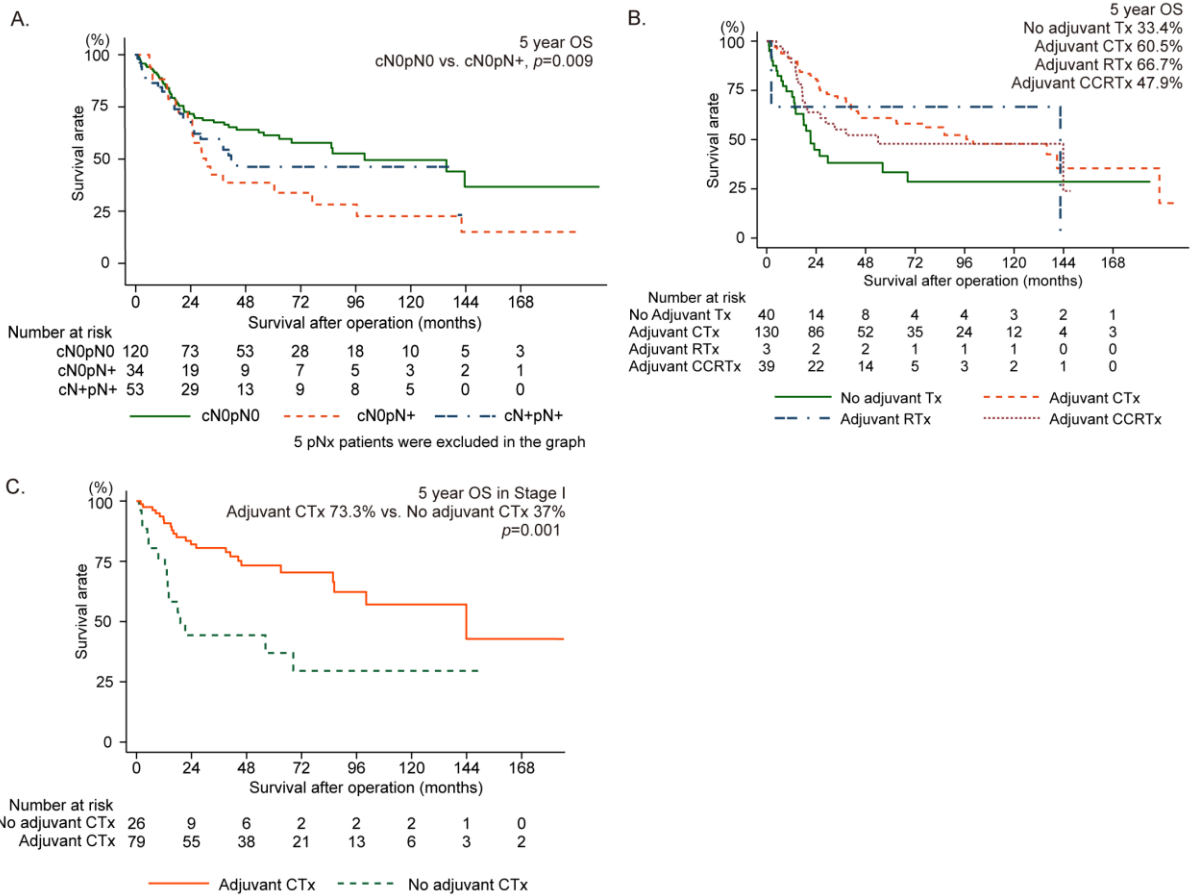 A.
(%)
5 year OS
cN0pN0 vs. cN0pN+, p=0.009
100
75
50
25
0
Survival arate
0 24 48 72 96 120 144 168
Survival after operation (months)
Number at risk
cN0pN0 120 73 53 28 18 10 5 3
cN0pN+ 34 19 9 7 5 3 2 1
cN+pN+ 53 29 13 9 8 5 0 0
cN0pN0 cN0pN+ cN+pN+
5 pNx patients were excluded in the graph
B.
(%)
5 year OS
No adjuvant Tx 33.4%
Adjuvant CTx 60.5%
Adjuvant RTx 66.7%
Adjuvant CCRTx 47.9%
100
75
50
25
0
Survival arate
0 24 48 72 96 120 144 168
Survival after operation (months)
Number at risk
No Adjuvant Tx 40 14 8 4 4 3 2 1
Adjuvant CTx 130 86 52 35 24 12 4 3
Adjuvant RTx 3 2 2 1 1 1 0 0
Adjuvant CCRTx 39 22 14 5 3 2 1 0
No adjuvant Tx Adjuvant CTx
Adjuvant RTx Adjuvant CCRTx
C.
(%)
5 year OS in Stage I
Adjuvant CTx 73.3% vs. No adjuvant CTx 37%
p=0.001
100
75
50
25
0
Survival arate
0 24 48 72 96 120 144 168
Survival after operation (months)
Number at risk
No adjuvant CTx 26 9 6 2 2 2 1 0
Adjuvant CTx 79 55 38 21 13 6 3 2
Adjuvant CTx No adjuvant CTx